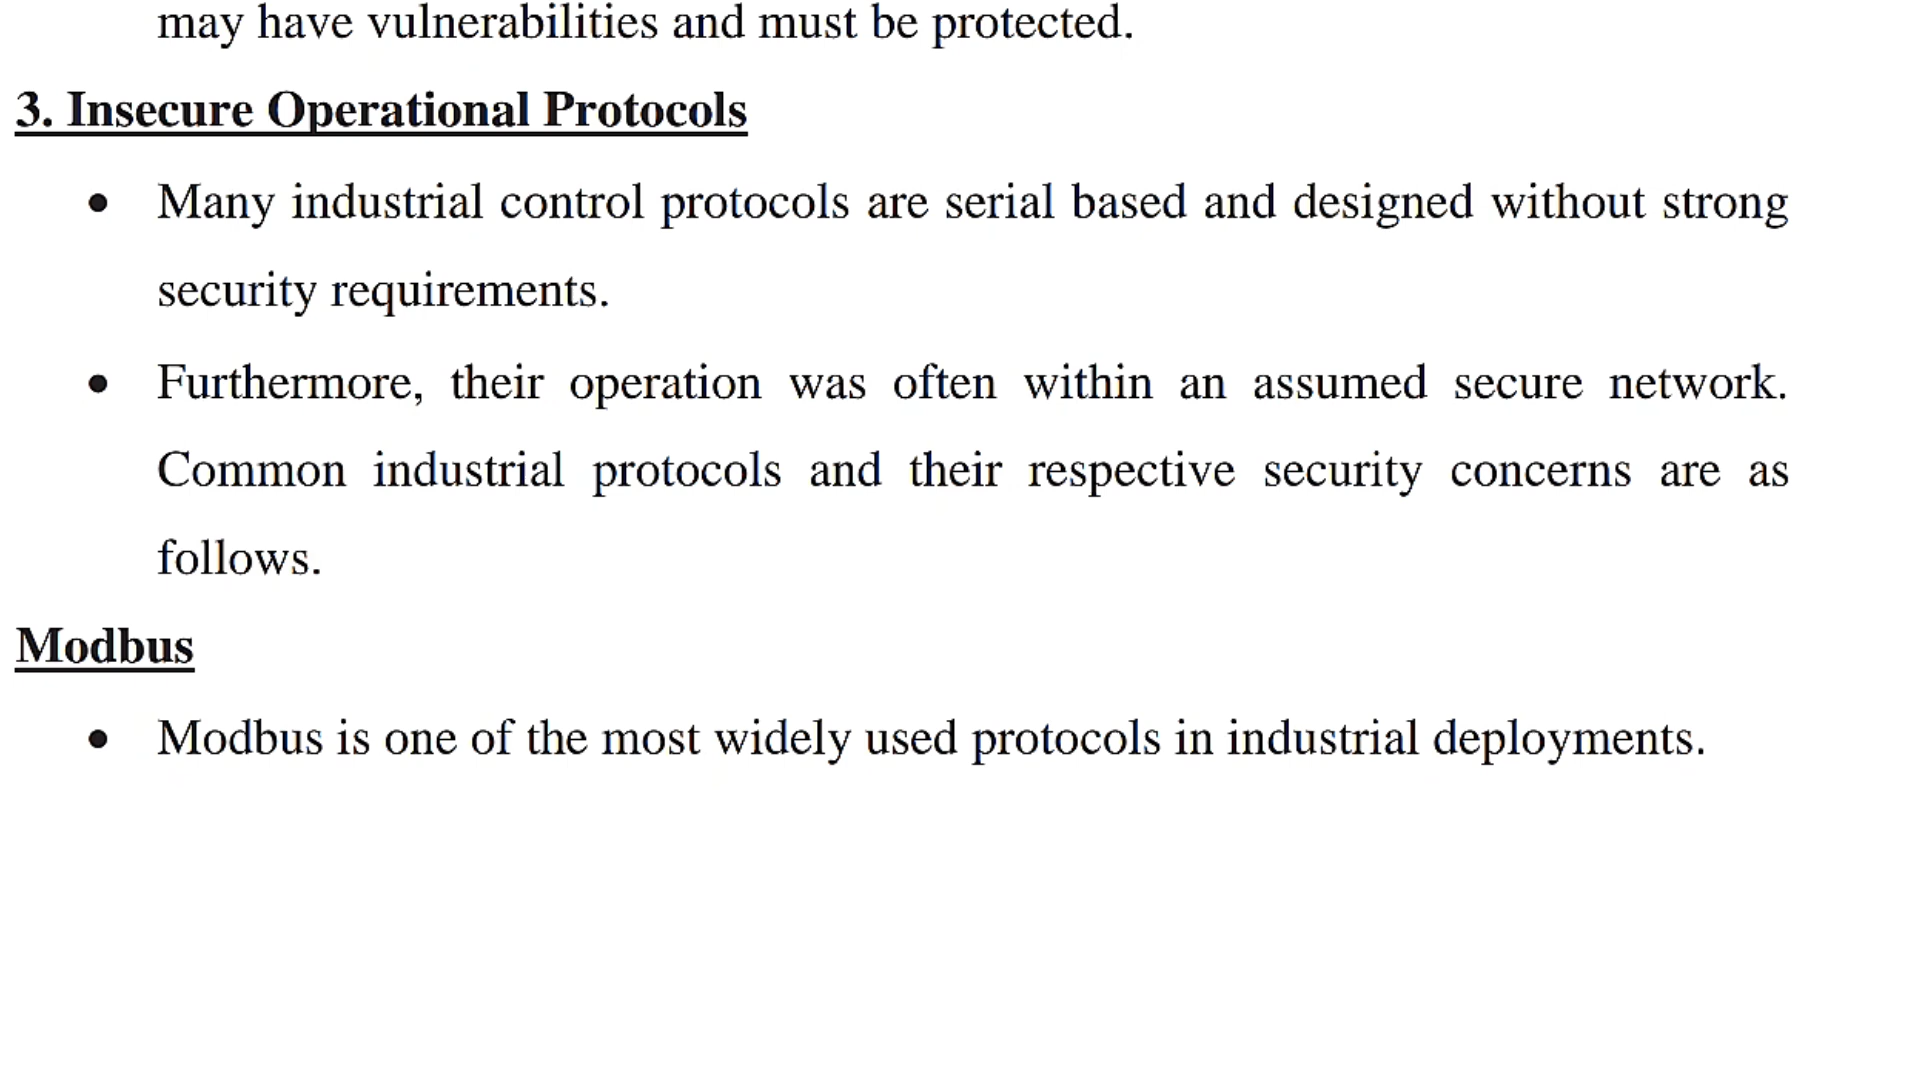 may have vulnerabilities and must be protected.
3. Insecure Operational Protocols
• Many industrial control protocols are serial based and designed without strong
security requirements.
• Furthermore, their operation was often within an assumed secure network.
Common industrial protocols and their respective security concerns are as
follows.
Modbus
• Modbus is one of the most widely used protocols in industrial deployments.